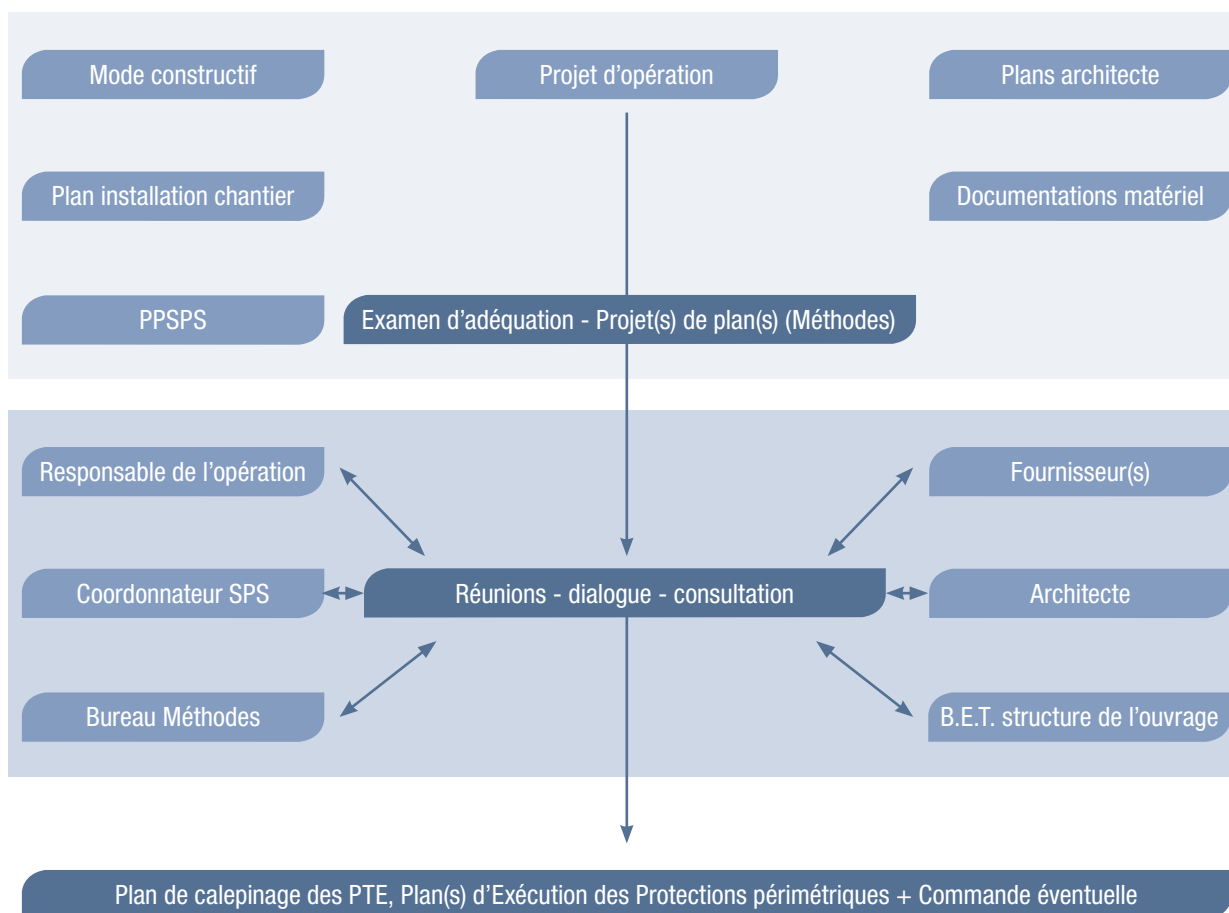 Mode constructif
Projet d'opération
Plans architecte
Plan installation chantier
Documentations matériel
PPSPS
Examen d'adéquation - Projet(s) de plan(s) (Méthodes)
Responsable de l'opération
Fournisseur(s)
Coordonnateur SPS
Réunions - dialogue - consultation
Architecte
Bureau Méthodes
B.E.T. structure de l'ouvrage
Plan de calepinage des PTE, Plan(s) d'Exécution des Protections périmétriques + Commande éventuelle